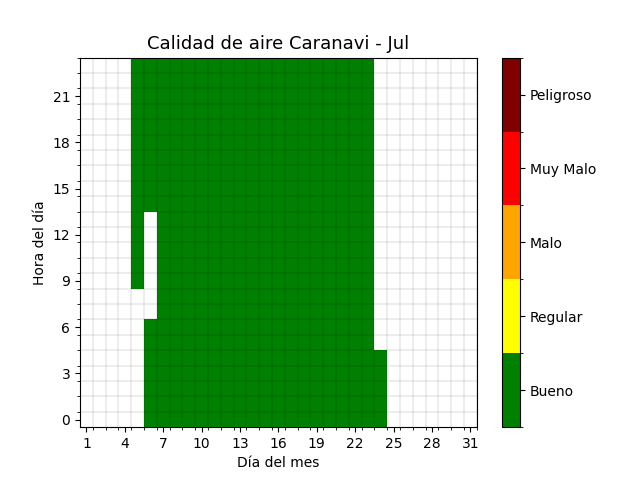 Calidad de aire Caranavi - Jul
Hora del día
21
18
15
12
9
6
3
0
1 4 7 10 13 16 19 22 25 28 31
Día del mes
Peligroso
Muy Malo
Malo
Regular
Bueno